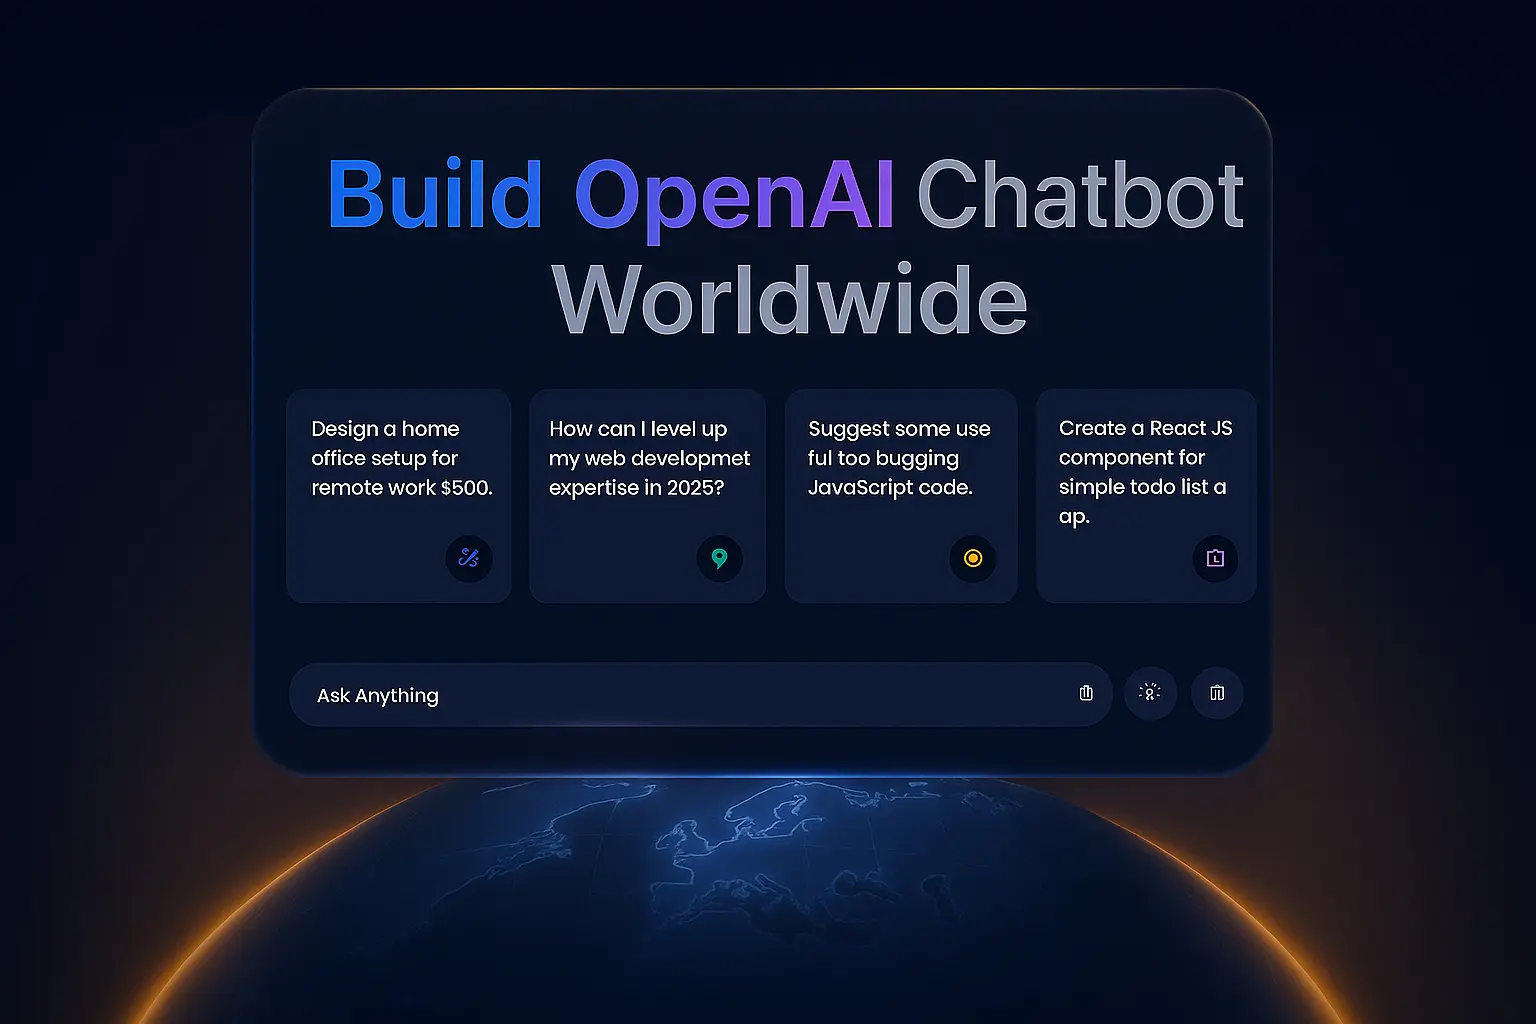 Build OpenAI Chatbot
Worldwide
Design a home
office setup for
remote work $500.
How can I level up
my web developmet
expertise in 2025?
Suggest some use
ful too bugging
JavaScript code.
Create a React JS
component for
simple todo list a
ap.
Ask Anything